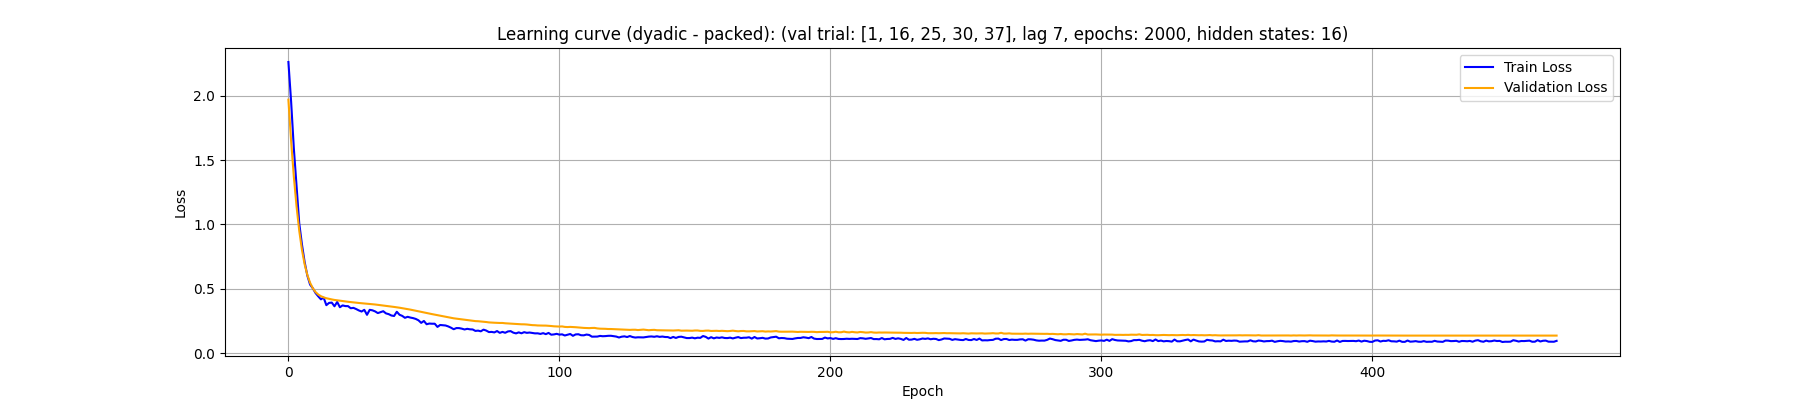 Learning curve (dyadic - packed): (val trial: [1, 16, 25, 30, 37], lag 7, epochs: 2000, hidden states: 16)
Train Loss
Validation Loss
2.0
1.5
1.0
0.5
0.0
Loss
0 100 200 300 400
Epoch